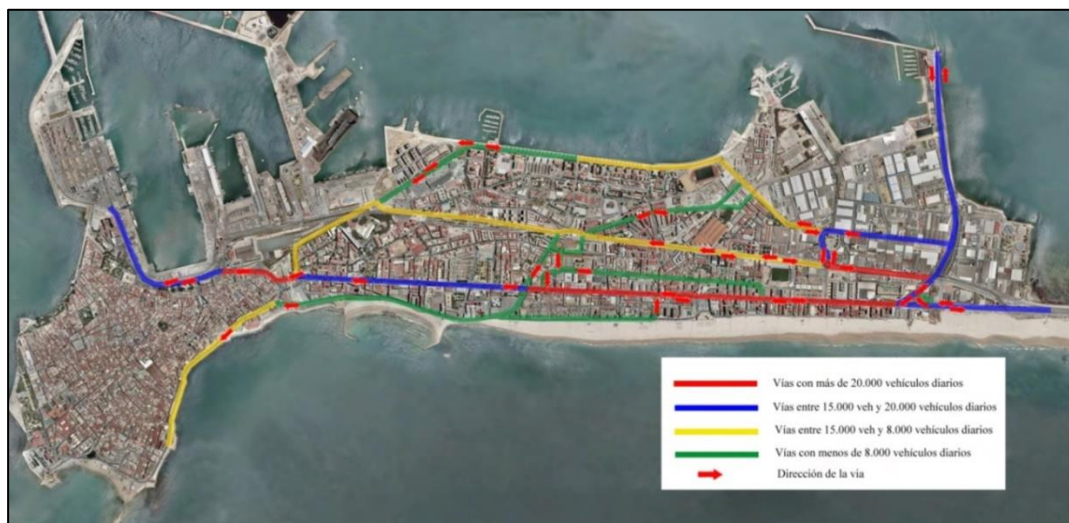 Vías con más de 20.000 vehículos diarios
Vías entre 15.000 veh y 20.000 vehículos diarios
Vías entre 15.000 veh y 8.000 vehículos diarios
Vías con menos de 8.000 vehículos diarios
Dirección de la via